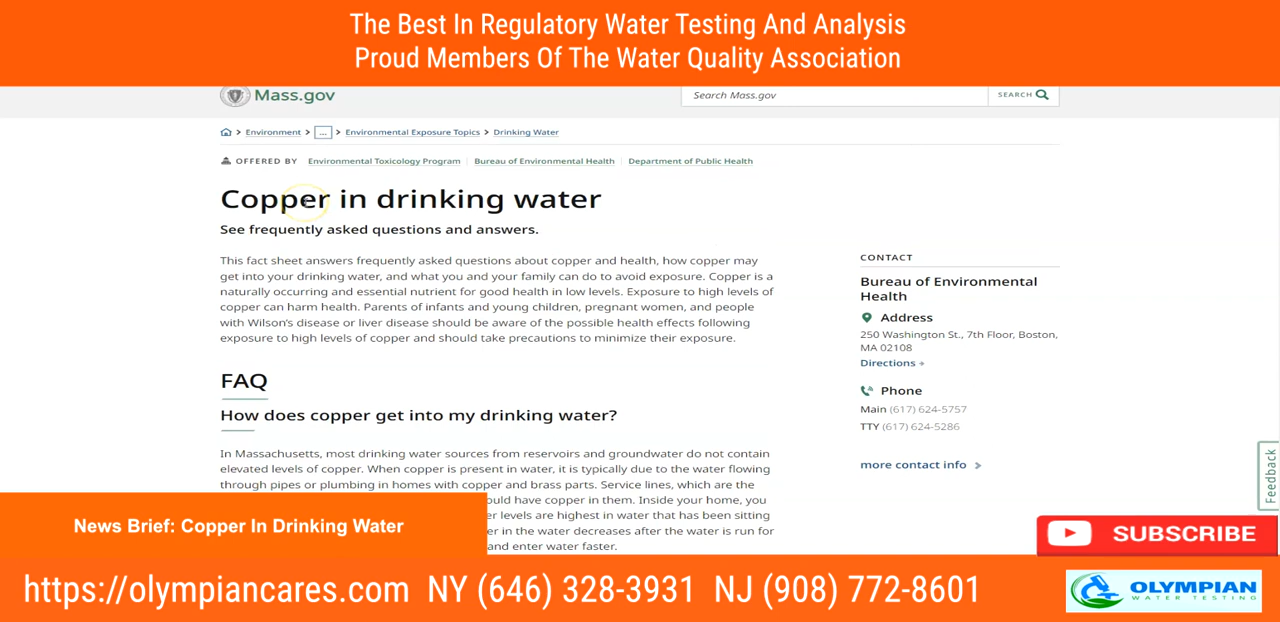 The Best In Regulatory Water Testing And Analysis
Proud Members Of The Water Quality Association
Mass.gov
Search Mass.gov
SEARCH
> Environment > ... > Environmental Exposure Topics > Drinking Water
OFFERED BY Environmental Toxicology Program | Bureau of Environmental Health | Department of Public Health
Copper in drinking water
See frequently asked questions and answers.
This fact sheet answers frequently asked questions about copper and health, how copper may
get into your drinking water, and what you and your family can do to avoid exposure. Copper is a
naturally occurring and essential nutrient for good health in low levels. Exposure to high levels of
copper can harm health. Parents of infants and young children, pregnant women, and people
with Wilson's disease or liver disease should be aware of the possible health effects following
exposure to high levels of copper and should take precautions to minimize their exposure.
FAQ
How does copper get into my drinking water?
In Massachusetts, most drinking water sources from reservoirs and groundwater do not contain
elevated levels of copper. When copper is present in water, it is typically due to the water flowing
through pipes or plumbing in homes with copper and brass parts. Service lines, which are the
have copper in them. Inside your home, you
levels are highest in water that has been sitting
in the water decreases after the water is run for
and enter water faster.
CONTACT
Bureau of Environmental
Health
Address
250 Washington St., 7th Floor, Boston,
MA 02108
Directions
Phone
Main (617) 624-5757
TTY (617) 624-5286
more contact info
Feedback
News Brief: Copper In Drinking Water
SUBSCRIBE
https://olympiancares.com NY (646) 328-3931 NJ (908) 772-8601
OLYMPIAN
WATER TESTING